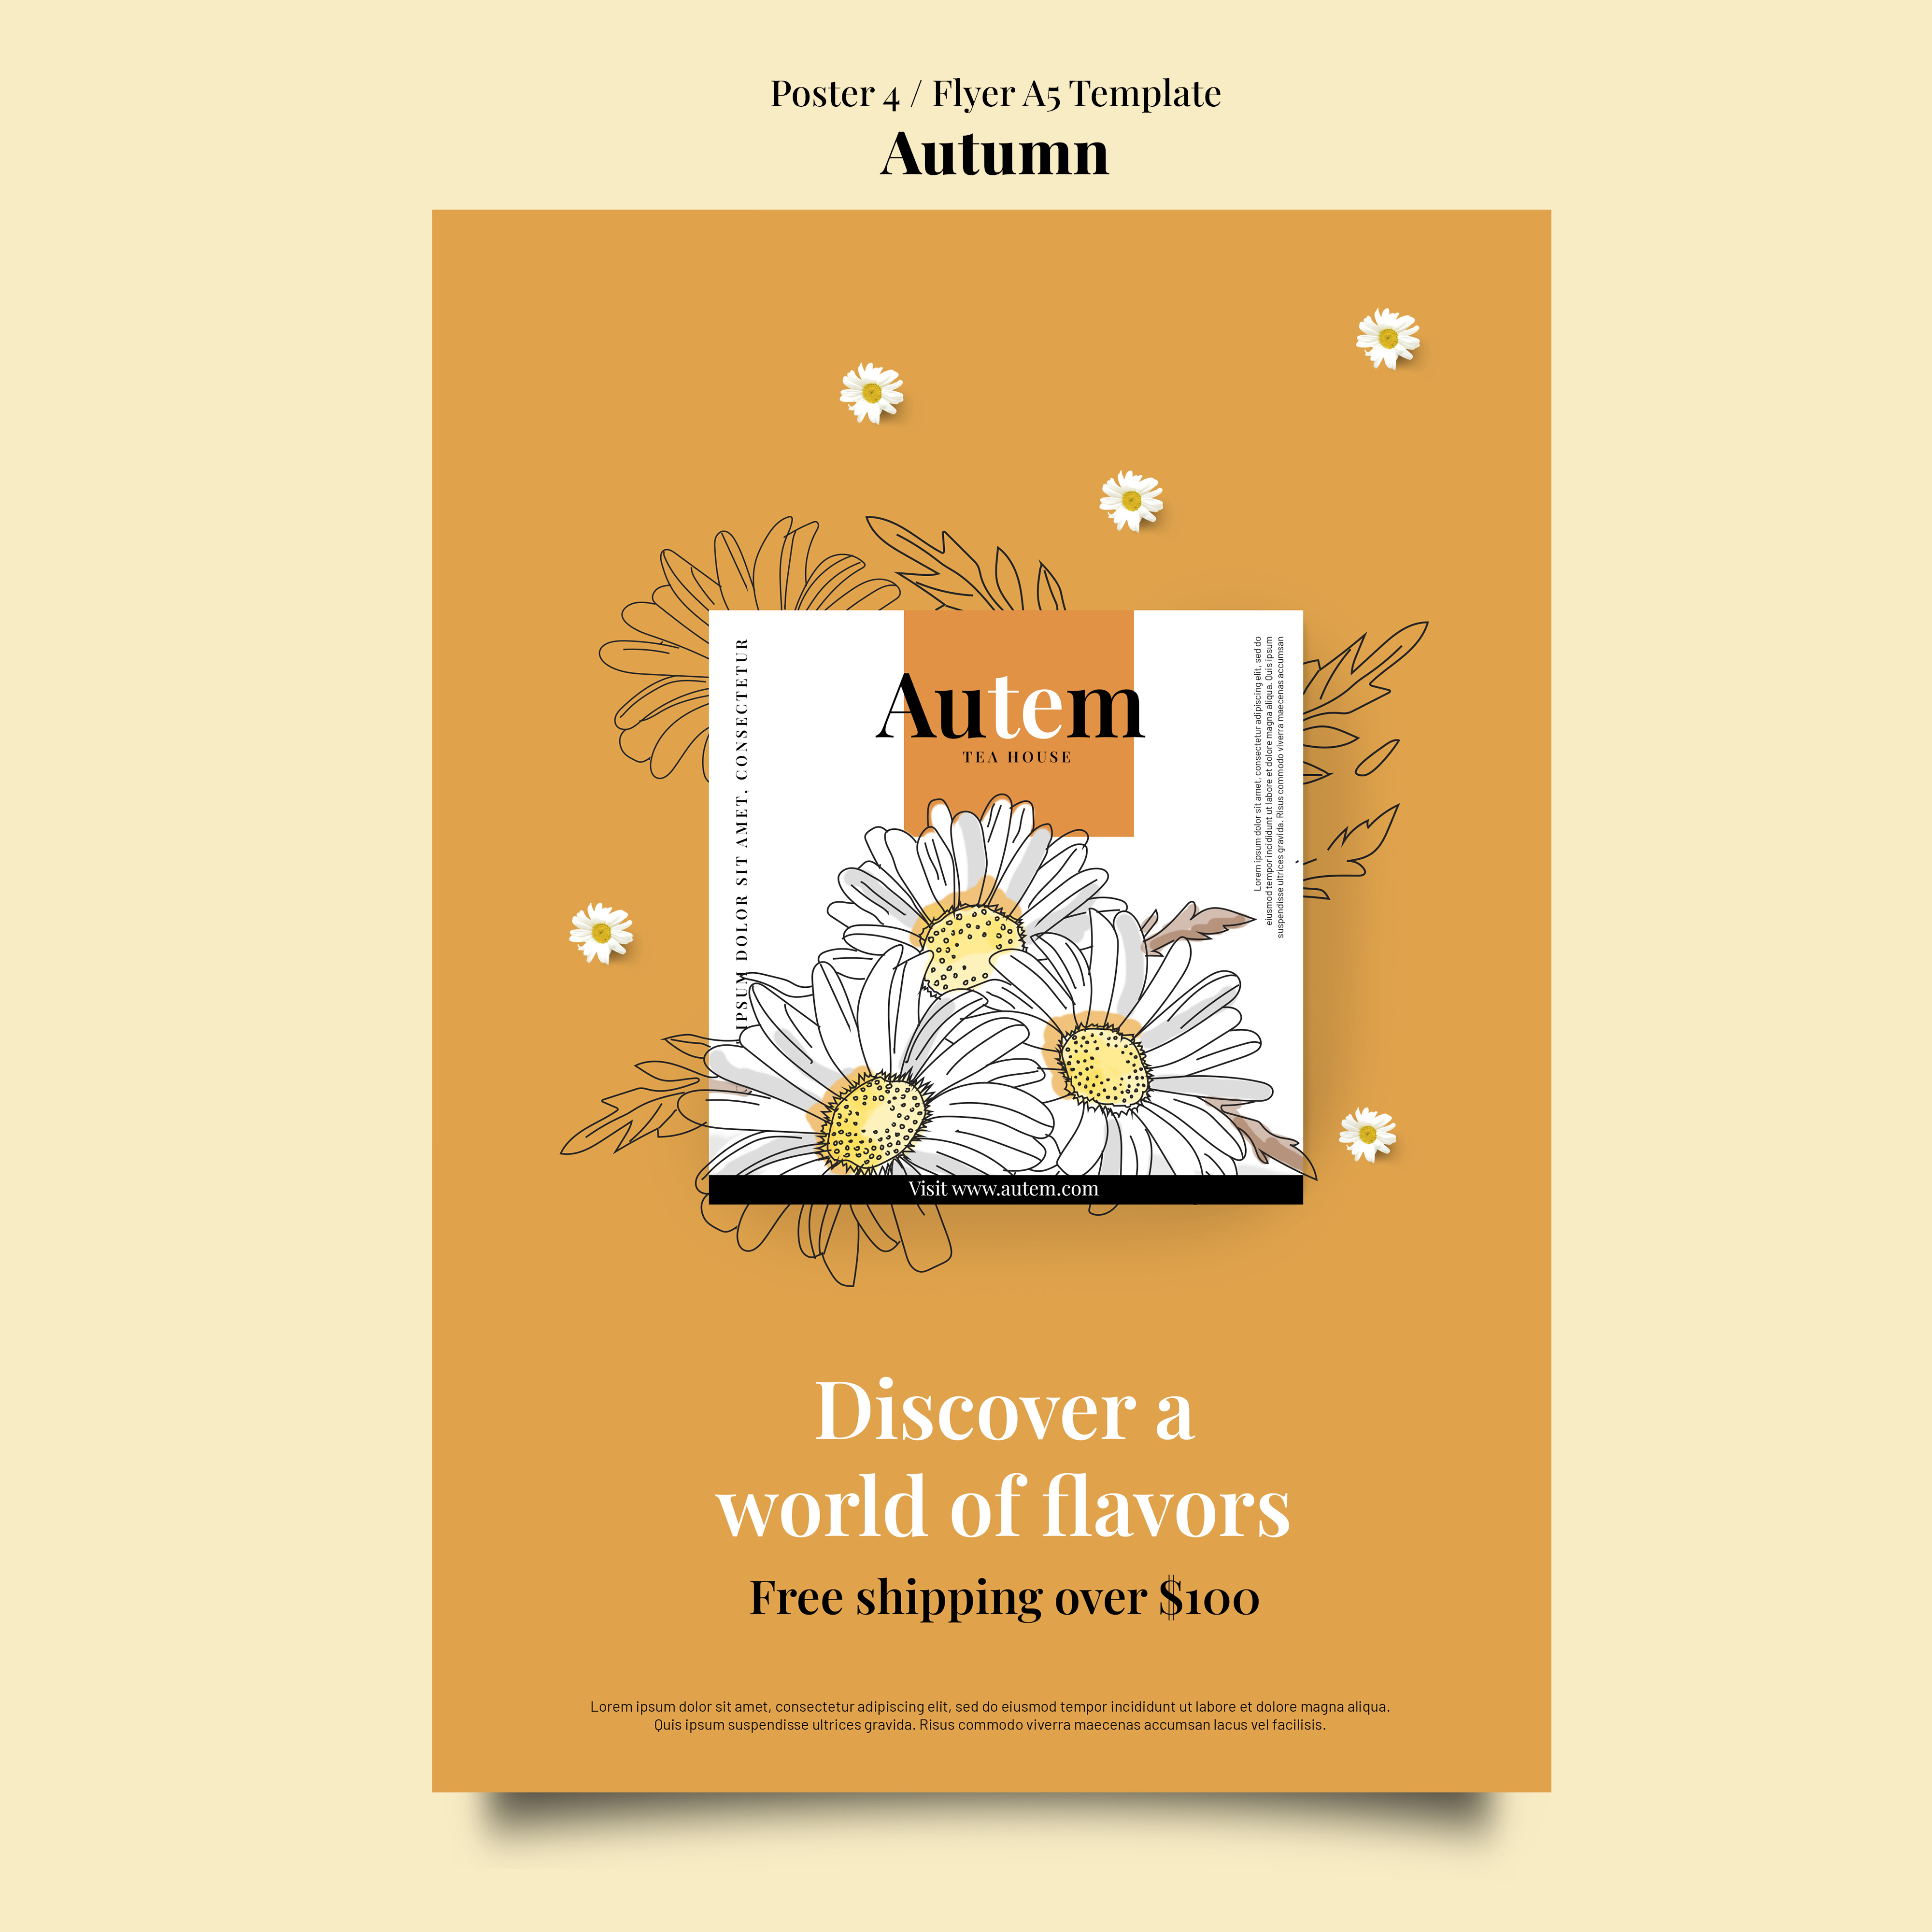 Poster 4 / Flyer A5 Template
Autumn
Autem
TEA HOUSE
IPSUM DOLOR SIT AMET, CONSECTETUR
Lorem ipsum dolor sit amet, consectetur adipiscing elit, sed do
eiusmod tempor incididunt ut labore et dolore magna aliqua. Quis ipsum
suspendisse ultrices gravida. Risus commodo viverra maecenas accumsan
Visit www.autem.com
Discover a
world of flavors
Free shipping over $100
Lorem ipsum dolor sit amet, consectetur adipiscing elit, sed do eiusmod tempor incididunt ut labore et dolore magna aliqua.
Quis ipsum suspendisse ultrices gravida. Risus commodo viverra maecenas accumsan lacus vel facilisis.